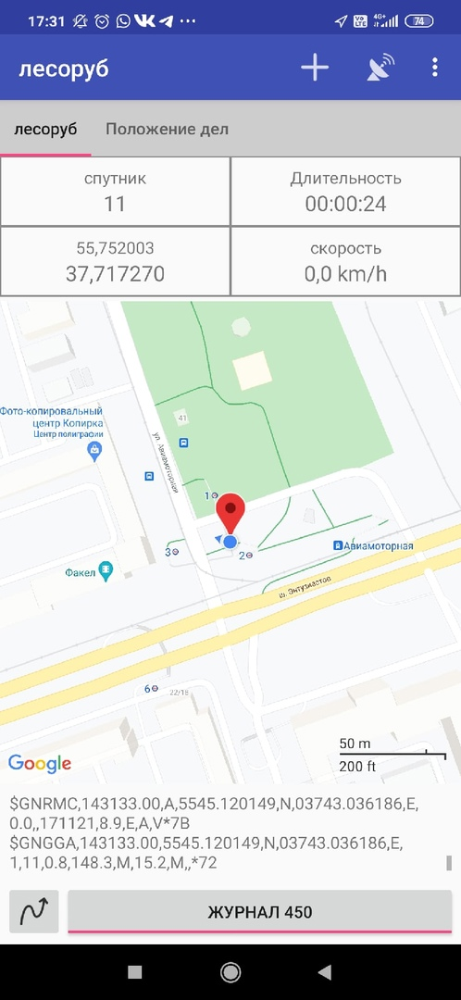 17:31 ··· 4G+ 74
лесоруб
лесоруб Положение дел
спутник
11
Длительность
00:00:24
55,752003
37,717270
скорость
0,0 km/h
41
Фото-копировальный
центр Копирка
Центр полиграфии
ул. Авиамоторная
1
3
2
Авиамоторная
Факел
ш. Энтузиастов
6
22/18
50 m
200 ft
Google
$GNRMC,143133.00,A,5545.120149,N,03743.036186,E,
0.0,,171121,8.9,E,A,V*7B
$GNGGA,143133.00,5545.120149,N,03743.036186,E,
1,11,0.8,148.3,M,15.2,M,,*72
ЖУРНАЛ 450